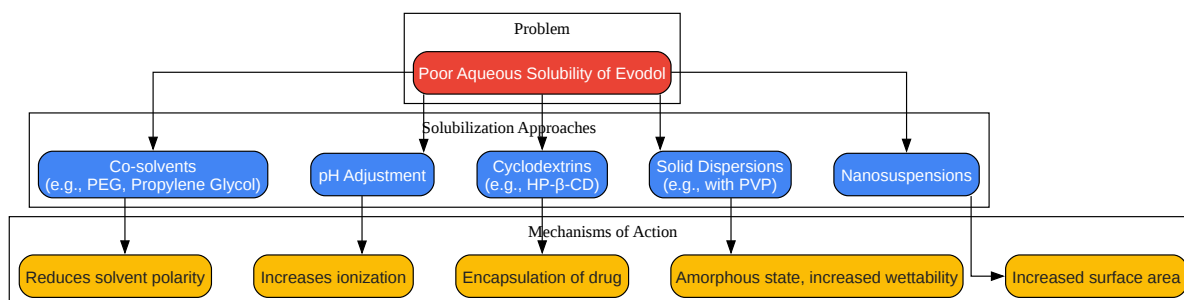 Problem
Poor Aqueous Solubility of Evodol
Solubilization Approaches
Co-solvents
(e.g., PEG, Propylene Glycol)
pH Adjustment
Cyclodextrins
(e.g., HP-β-CD)
Solid Dispersions
(e.g., with PVP)
Nanosuspensions
Mechanisms of Action
Reduces solvent polarity
Increases ionization
Encapsulation of drug
Amorphous state, increased wettability
Increased surface area